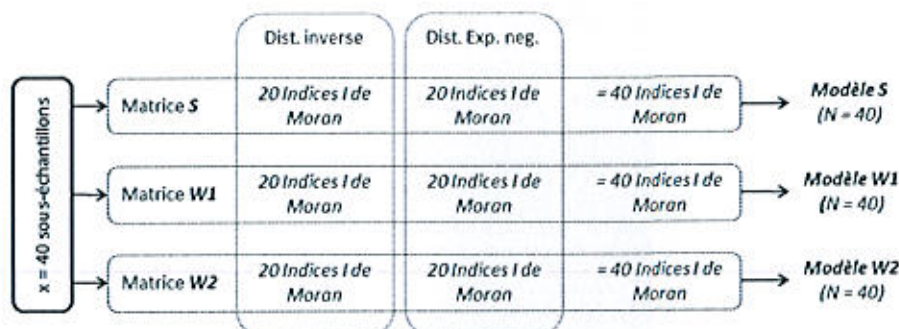 Dist. inverse
Dist. Exp. neg.
x = 40 sous-échantillons
Matrice S
20 Indices I de
Moran
20 Indices I de
Moran
= 40 Indices I de
Moran
Modèle S
(N = 40)
Matrice W1
20 Indices I de
Moran
20 Indices I de
Moran
= 40 Indices I de
Moran
Modèle W1
(N = 40)
Matrice W2
20 Indices I de
Moran
20 Indices I de
Moran
= 40 Indices I de
Moran
Modèle W2
(N = 40)